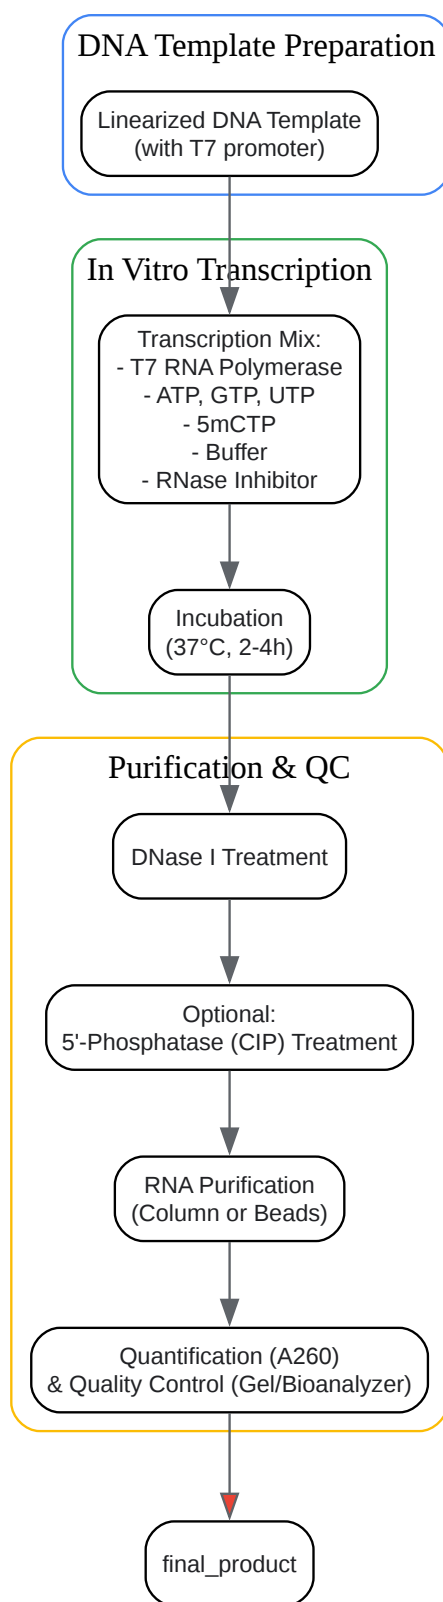 DNA Template Preparation
Linearized DNA Template
(with T7 promoter)
In Vitro Transcription
Transcription Mix:
- T7 RNA Polymerase
- ATP, GTP, UTP
- 5mCTP
- Buffer
- RNase Inhibitor
Incubation
(37°C, 2-4h)
Purification & QC
DNase I Treatment
Optional:
5'-Phosphatase (CIP) Treatment
RNA Purification
(Column or Beads)
Quantification (A260)
& Quality Control (Gel/Bioanalyzer)
final_product